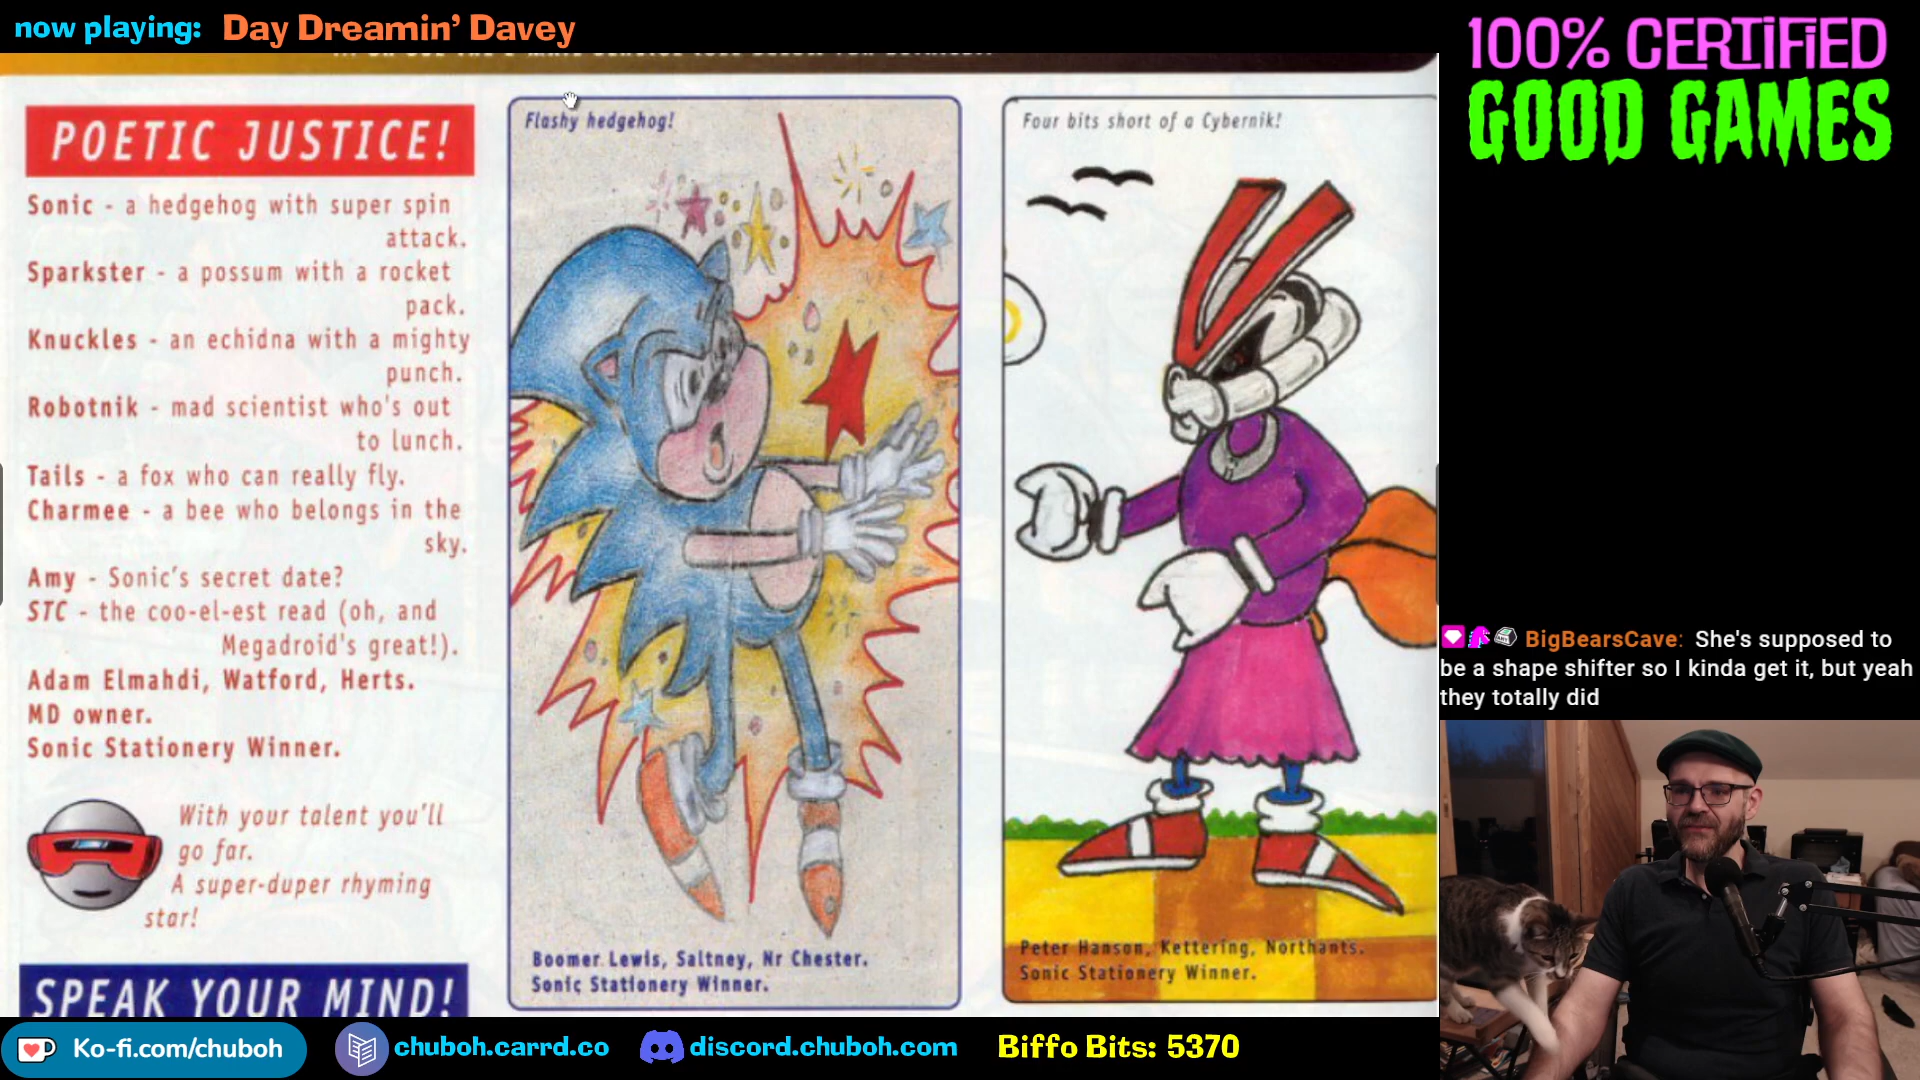 now playing: Day Dreamin' Davey
100% CERTiFiED
GOOD GAMES
POETIC JUSTICE!
Sonic - a hedgehog with super spin
attack.
Sparkster - a possum with a rocket
pack.
Knuckles - an echidna with a mighty
punch.
Robotnik - mad scientist who's out
to lunch.
Tails - a fox who can really fly.
Charmee - a bee who belongs in the
sky.
Amy - Sonic's secret date?
STC - the coo-el-est read (oh, and
Megadroid's great!).
Adam Elmahdi, Watford, Herts.
MD owner.
Sonic Stationery Winner.
With your talent you'll
go far.
A super-duper rhyming
star!
SPEAK YOUR MIND!
Flashy hedgehog!
Boomer Lewis, Saltney, Nr Chester.
Sonic Stationery Winner.
Four bits short of a Cybernik!
Peter Hanson, Kettering, Northants.
Sonic Stationery Winner.
BigBearsCave: She's supposed to
be a shape shifter so I kinda get it, but yeah
they totally did
Ko-fi.com/chuboh
chuboh.carrd.co
discord.chuboh.com
Biffo Bits: 5370